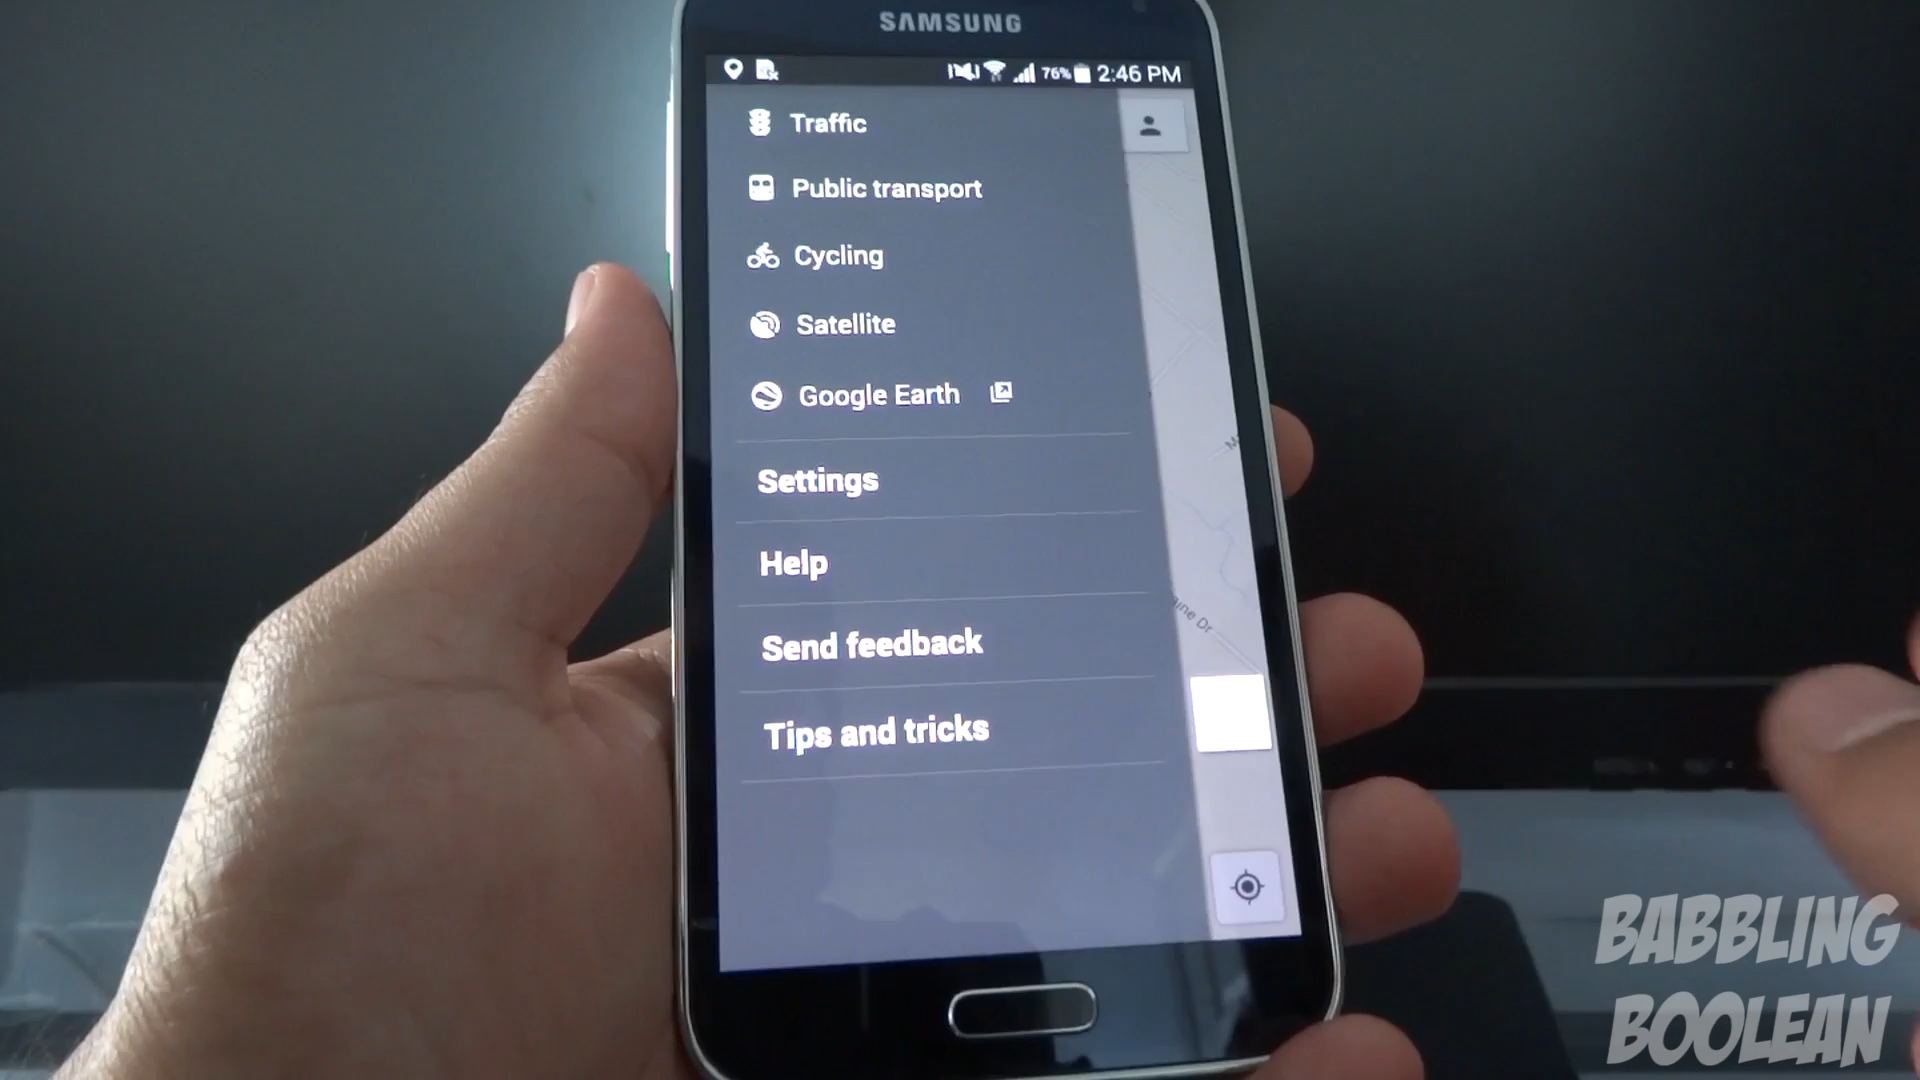 SAMSUNG
76% 2:46 PM
Traffic
Public transport
Cycling
Satellite
Google Earth
Settings
Help
Send feedback
Tips and tricks
BABBLING
BOOLEAN